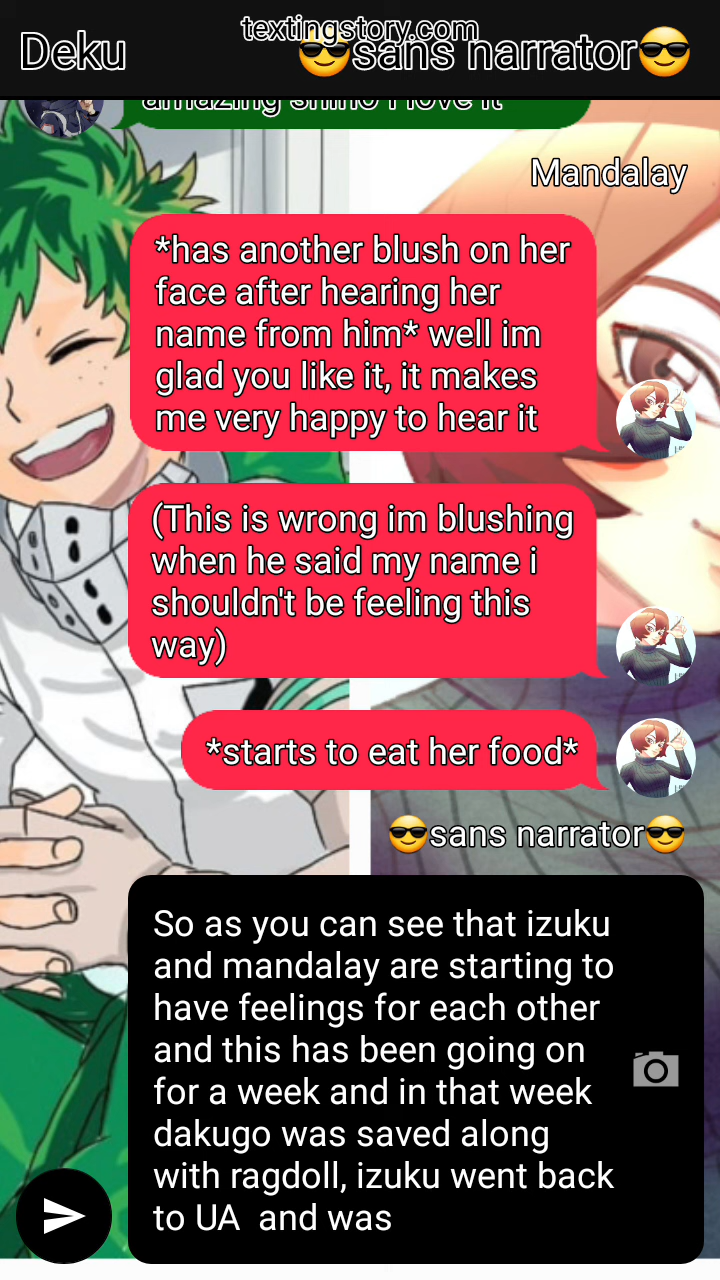 textingstory.com
Deku
😎sans narrator😎
amazing shino i love it
Mandalay
*has another blush on her
face after hearing her
name from him* well im
glad you like it, it makes
me very happy to hear it
(This is wrong im blushing
when he said my name i
shouldn't be feeling this
way)
*starts to eat her food*
😎sans narrator😎
So as you can see that izuku
and mandalay are starting to
have feelings for each other
and this has been going on
for a week and in that week
dakugo was saved along
with ragdoll, izuku went back
to UA  and was